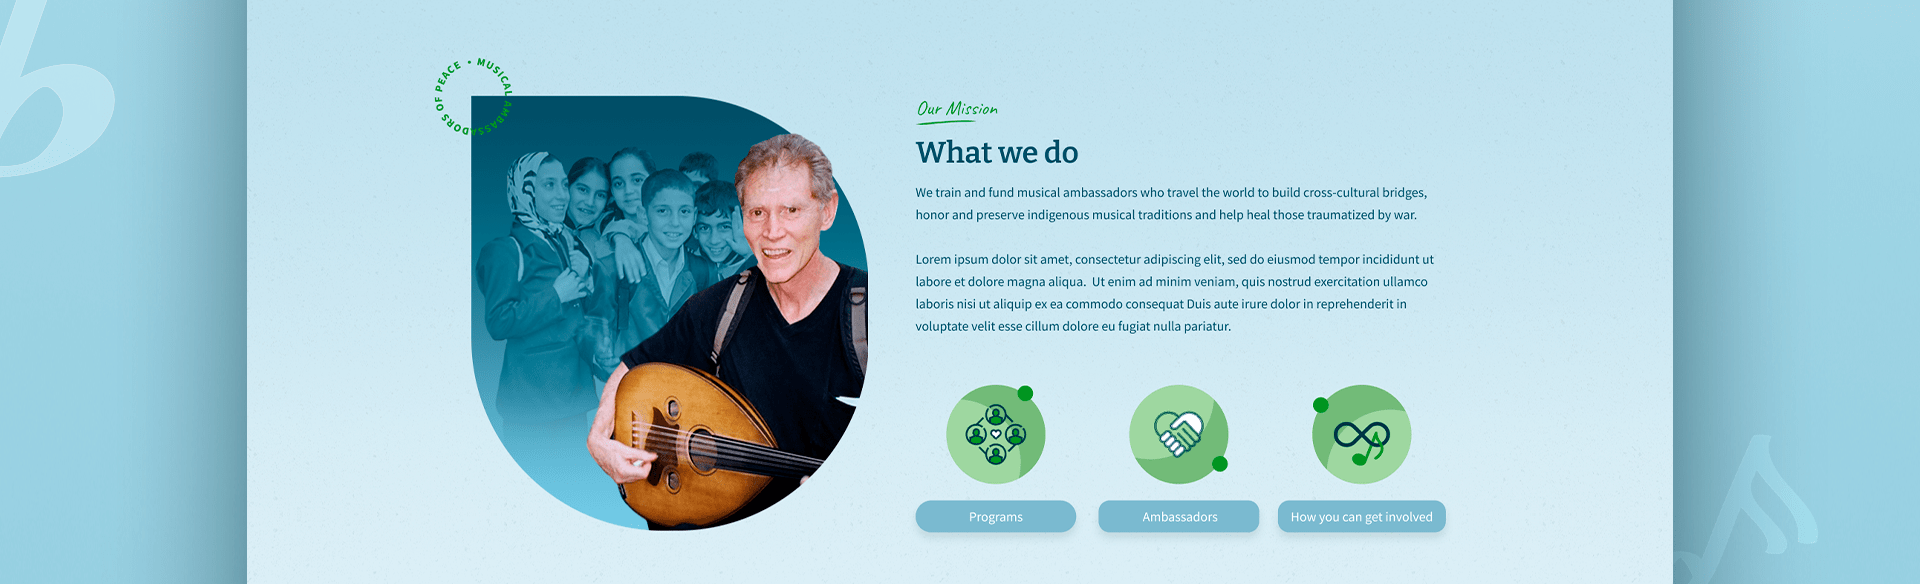 • MUSICAL AMBASSADORS OF PEACE
Our Mission
What we do
We train and fund musical ambassadors who travel the world to build cross-cultural bridges,
honor and preserve indigenous musical traditions and help heal those traumatized by war.
Lorem ipsum dolor sit amet, consectetur adipiscing elit, sed do eiusmod tempor incididunt ut
labore et dolore magna aliqua.  Ut enim ad minim veniam, quis nostrud exercitation ullamco
laboris nisi ut aliquip ex ea commodo consequat Duis aute irure dolor in reprehenderit in
voluptate velit esse cillum dolore eu fugiat nulla pariatur.
Programs
Ambassadors
How you can get involved